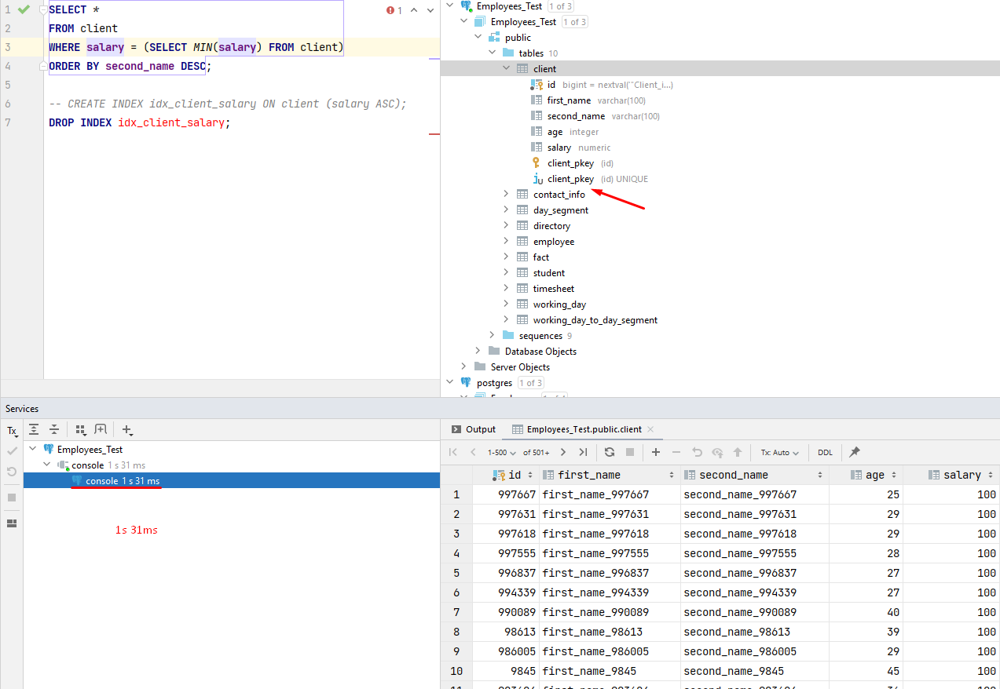 1 SELECT *
2 FROM client
3 WHERE salary = (SELECT MIN(salary) FROM client)
4 ORDER BY second_name DESC;
5
6 -- CREATE INDEX idx_client_salary ON client (salary ASC);
7 DROP INDEX idx_client_salary;
1
Employees_Test 1 of 3
Employees_Test 1 of 3
public
tables 10
client
id bigint = nextval('"Client_i...)
first_name varchar(100)
second_name varchar(100)
age integer
salary numeric
client_pkey (id)
client_pkey (id) UNIQUE
contact_info
day_segment
directory
employee
fact
student
timesheet
working_day
working_day_to_day_segment
sequences 9
Database Objects
Server Objects
postgres 1 of 3
Services
Tx
Employees_Test
console 1 s 31 ms
console 1 s 31 ms
1s 31ms
Output Employees_Test.public.client
1-500 of 501+ Tx: Auto DDL
id first_name second_name age salary
1 997667 first_name_997667 second_name_997667 25 100
2 997631 first_name_997631 second_name_997631 29 100
3 997618 first_name_997618 second_name_997618 29 100
4 997555 first_name_997555 second_name_997555 28 100
5 996837 first_name_996837 second_name_996837 27 100
6 994339 first_name_994339 second_name_994339 27 100
7 990089 first_name_990089 second_name_990089 40 100
8 98613 first_name_98613 second_name_98613 39 100
9 986005 first_name_986005 second_name_986005 29 100
10 9845 first_name_9845 second_name_9845 45 100